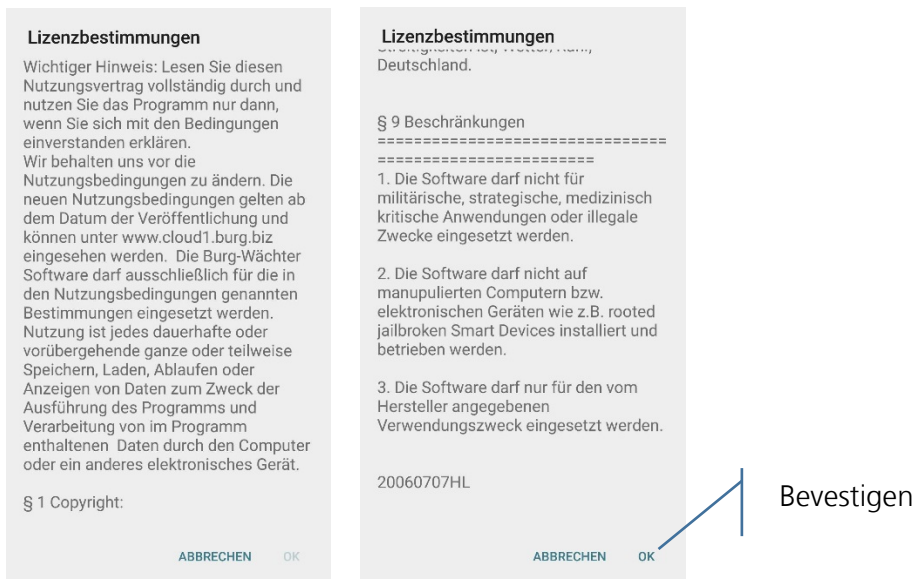 Lizenzbestimmungen
Wichtiger Hinweis: Lesen Sie diesen
Nutzungsvertrag vollständig durch und
nutzen Sie das Programm nur dann,
wenn Sie sich mit den Bedingungen
einverstanden erklären.
Wir behalten uns vor die
Nutzungsbedingungen zu ändern. Die
neuen Nutzungsbedingungen gelten ab
dem Datum der Veröffentlichung und
können unter www.cloud1.burg.biz
eingesehen werden. Die Burg-Wächter
Software darf ausschließlich für die in
den Nutzungsbedingungen genannten
Bestimmungen eingesetzt werden.
Nutzung ist jedes dauerhafte oder
vorübergehende ganze oder teilweise
Speichern, Laden, Ablaufen oder
Anzeigen von Daten zum Zweck der
Ausführung des Programms und
Verarbeitung von im Programm
enthaltenen Daten durch den Computer
oder ein anderes elektronisches Gerät.
§ 1 Copyright:
ABBRECHEN OK
Lizenzbestimmungen
Deutschland.
§ 9 Beschränkungen
================================
========================
1. Die Software darf nicht für
militärische, strategische, medizinisch
kritische Anwendungen oder illegale
Zwecke eingesetzt werden.
2. Die Software darf nicht auf
manupulierten Computern bzw.
elektronischen Geräten wie z.B. rooted
jailbroken Smart Devices installiert und
betrieben werden.
3. Die Software darf nur für den vom
Hersteller angegebenen
Verwendungszweck eingesetzt werden.
20060707HL
ABBRECHEN OK
Bevestigen